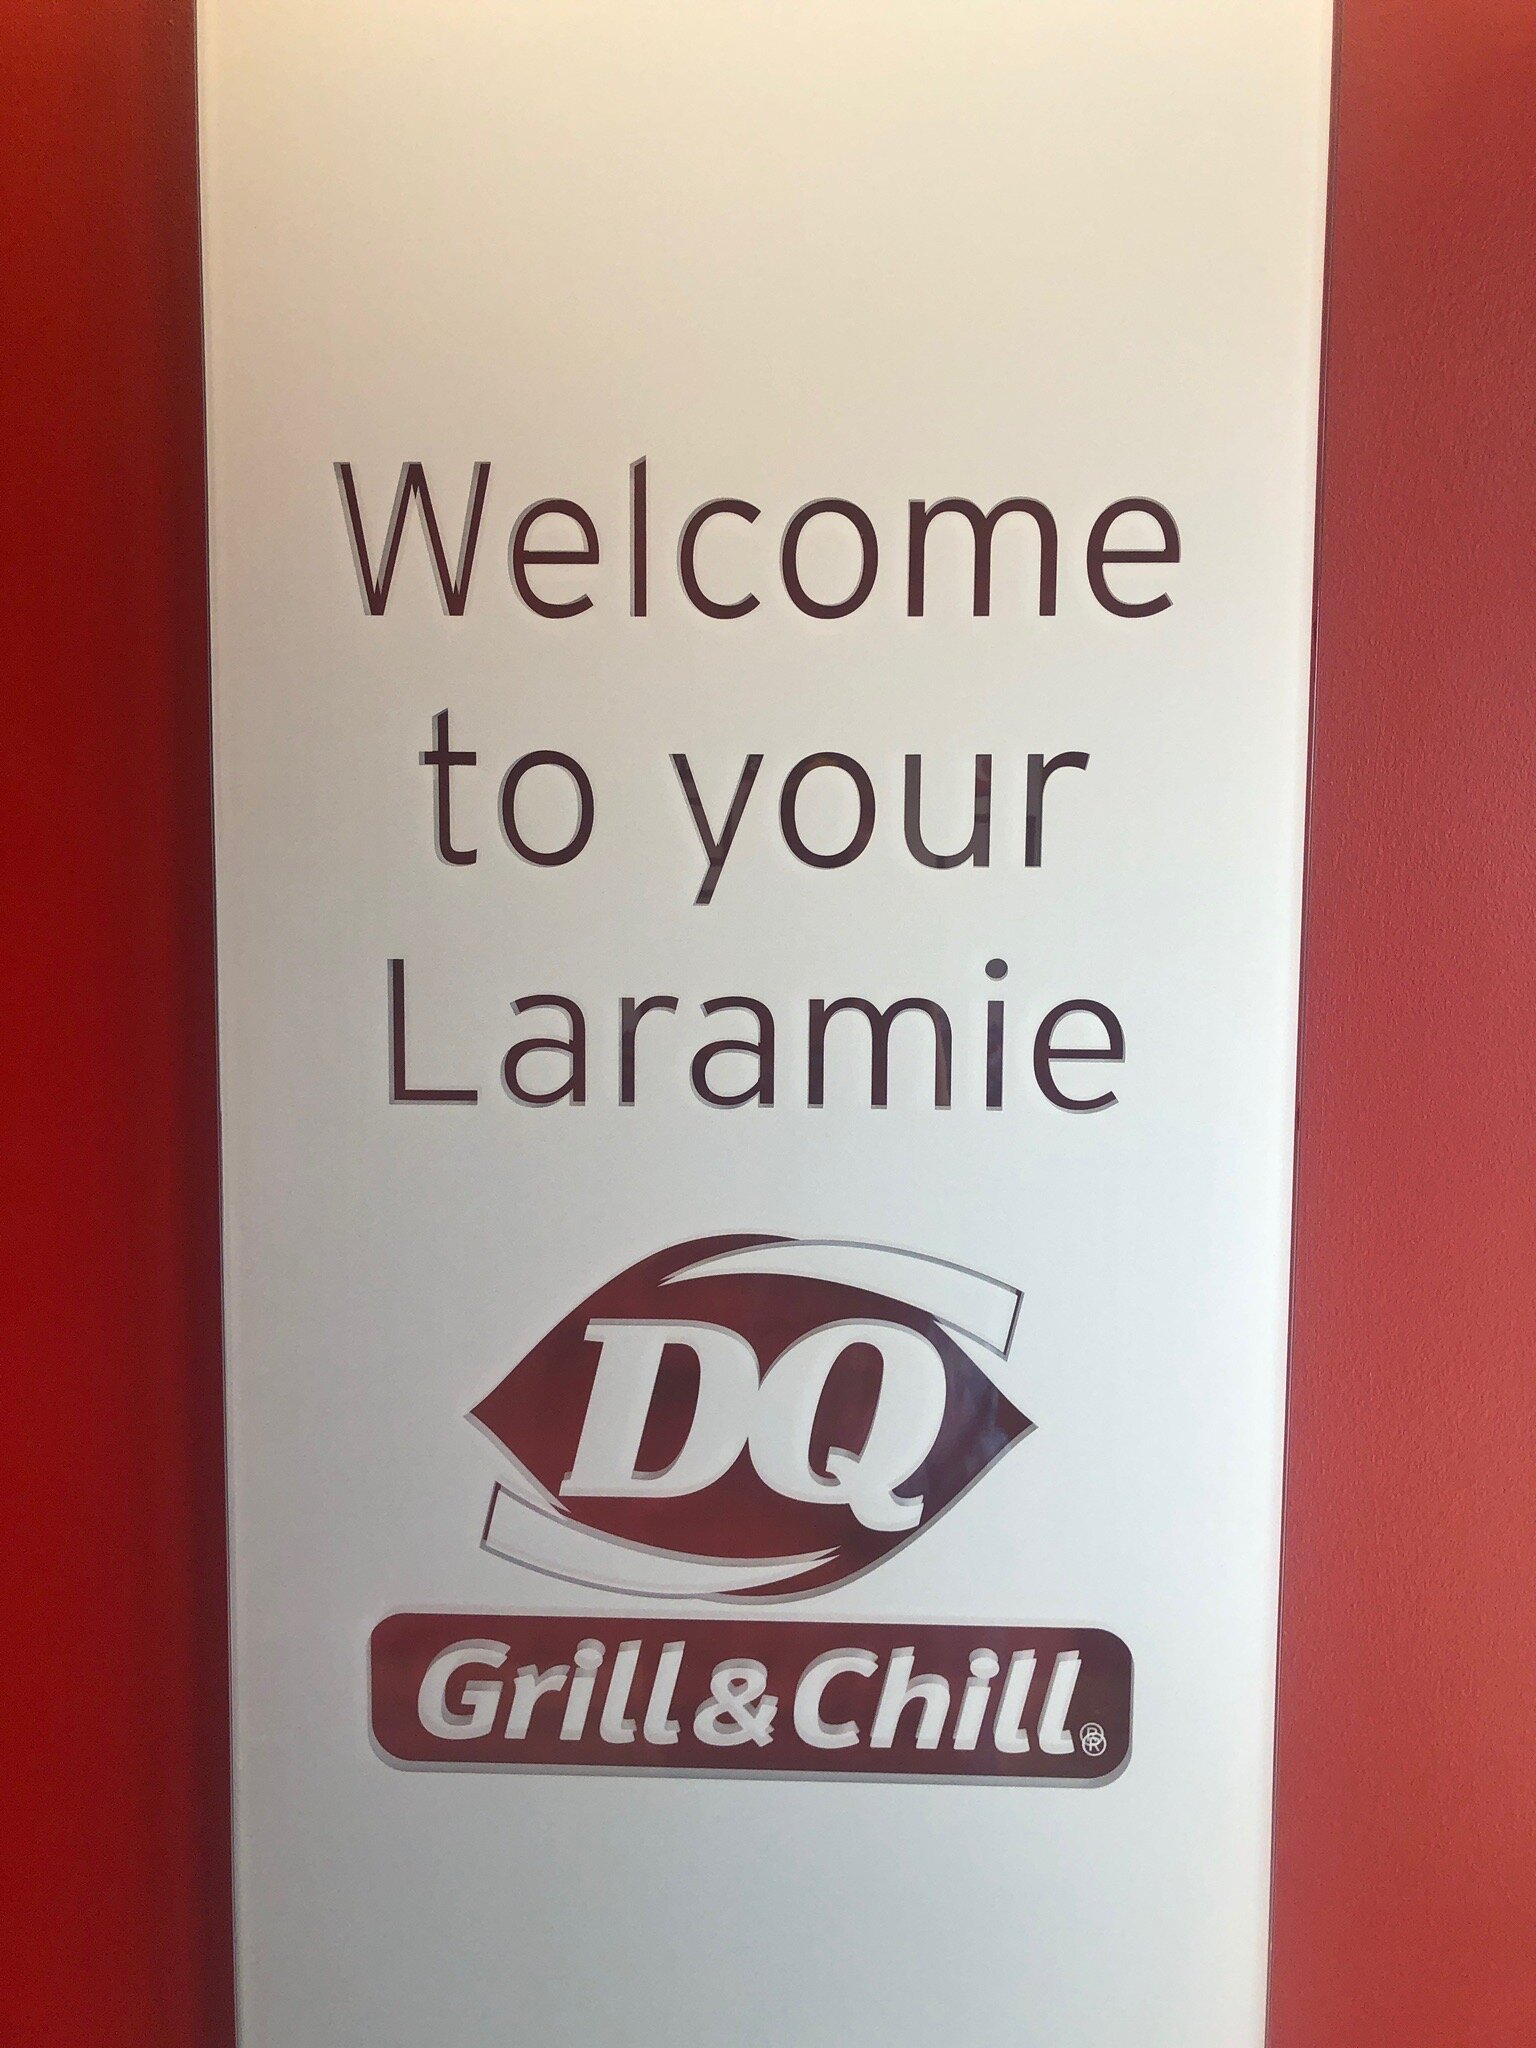 Welcome
to your
Laramie
DQ
Grill & Chill®